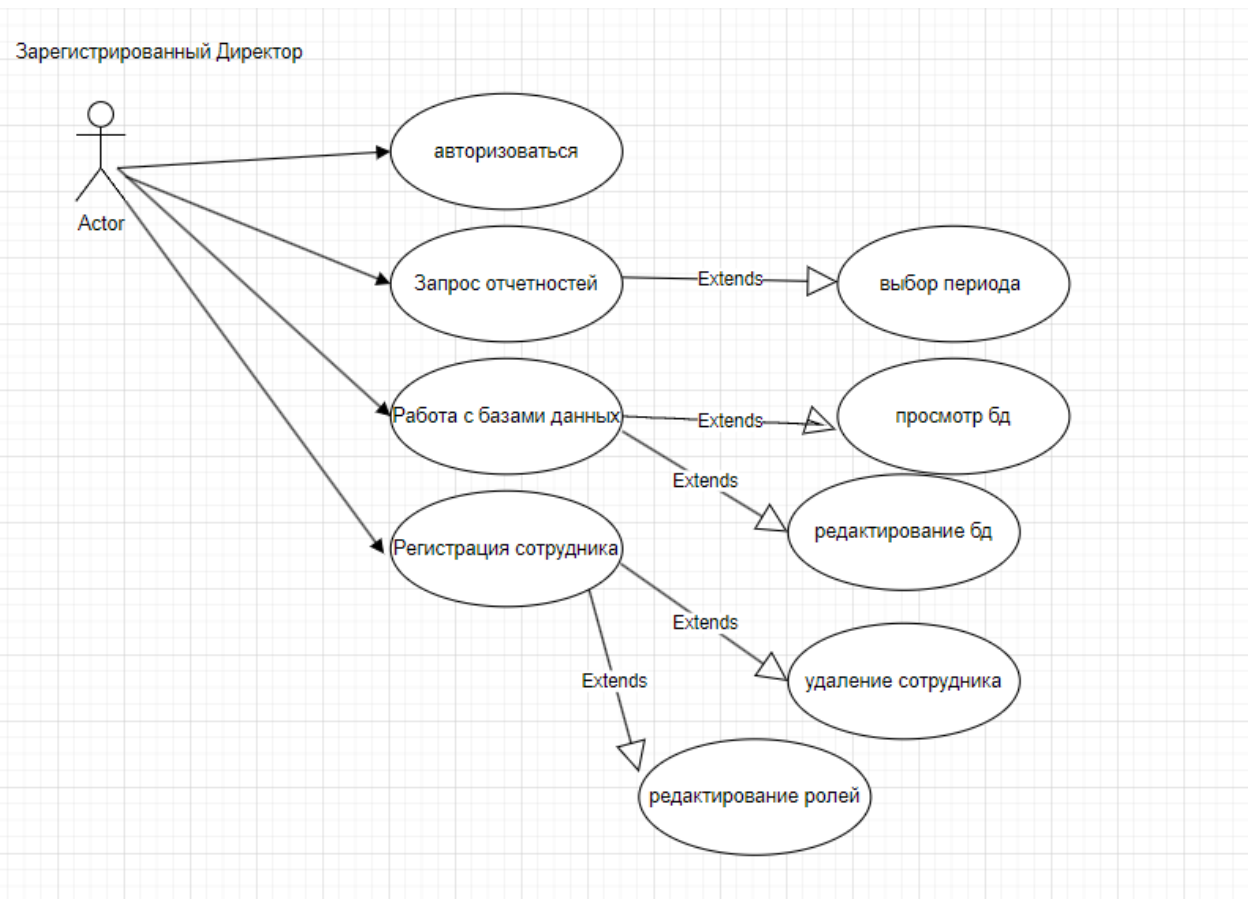 Зарегистрированный Директор
Actor
авторизоваться
Запрос отчетностей
Extends
выбор периода
Работа с базами данных
Extends
просмотр бд
Extends
редактирование бд
Регистрация сотрудника
Extends
удаление сотрудника
Extends
редактирование ролей